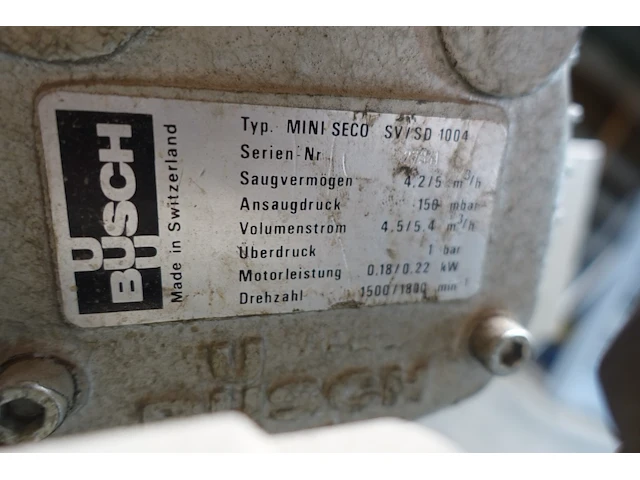 BUSCH
Made in Switzerland
Typ. MINI SECO SV/SD 1004
Serien-Nr
Saugvermögen 4.2/5 m³/h
Ansaugdruck 150 mbar
Volumenstrom 4.5/5.4 m³/h
Überdruck 1 bar
Motorleistung 0.18/0.22 kW
Drehzahl 1500/1800 min⁻¹
BUSCH